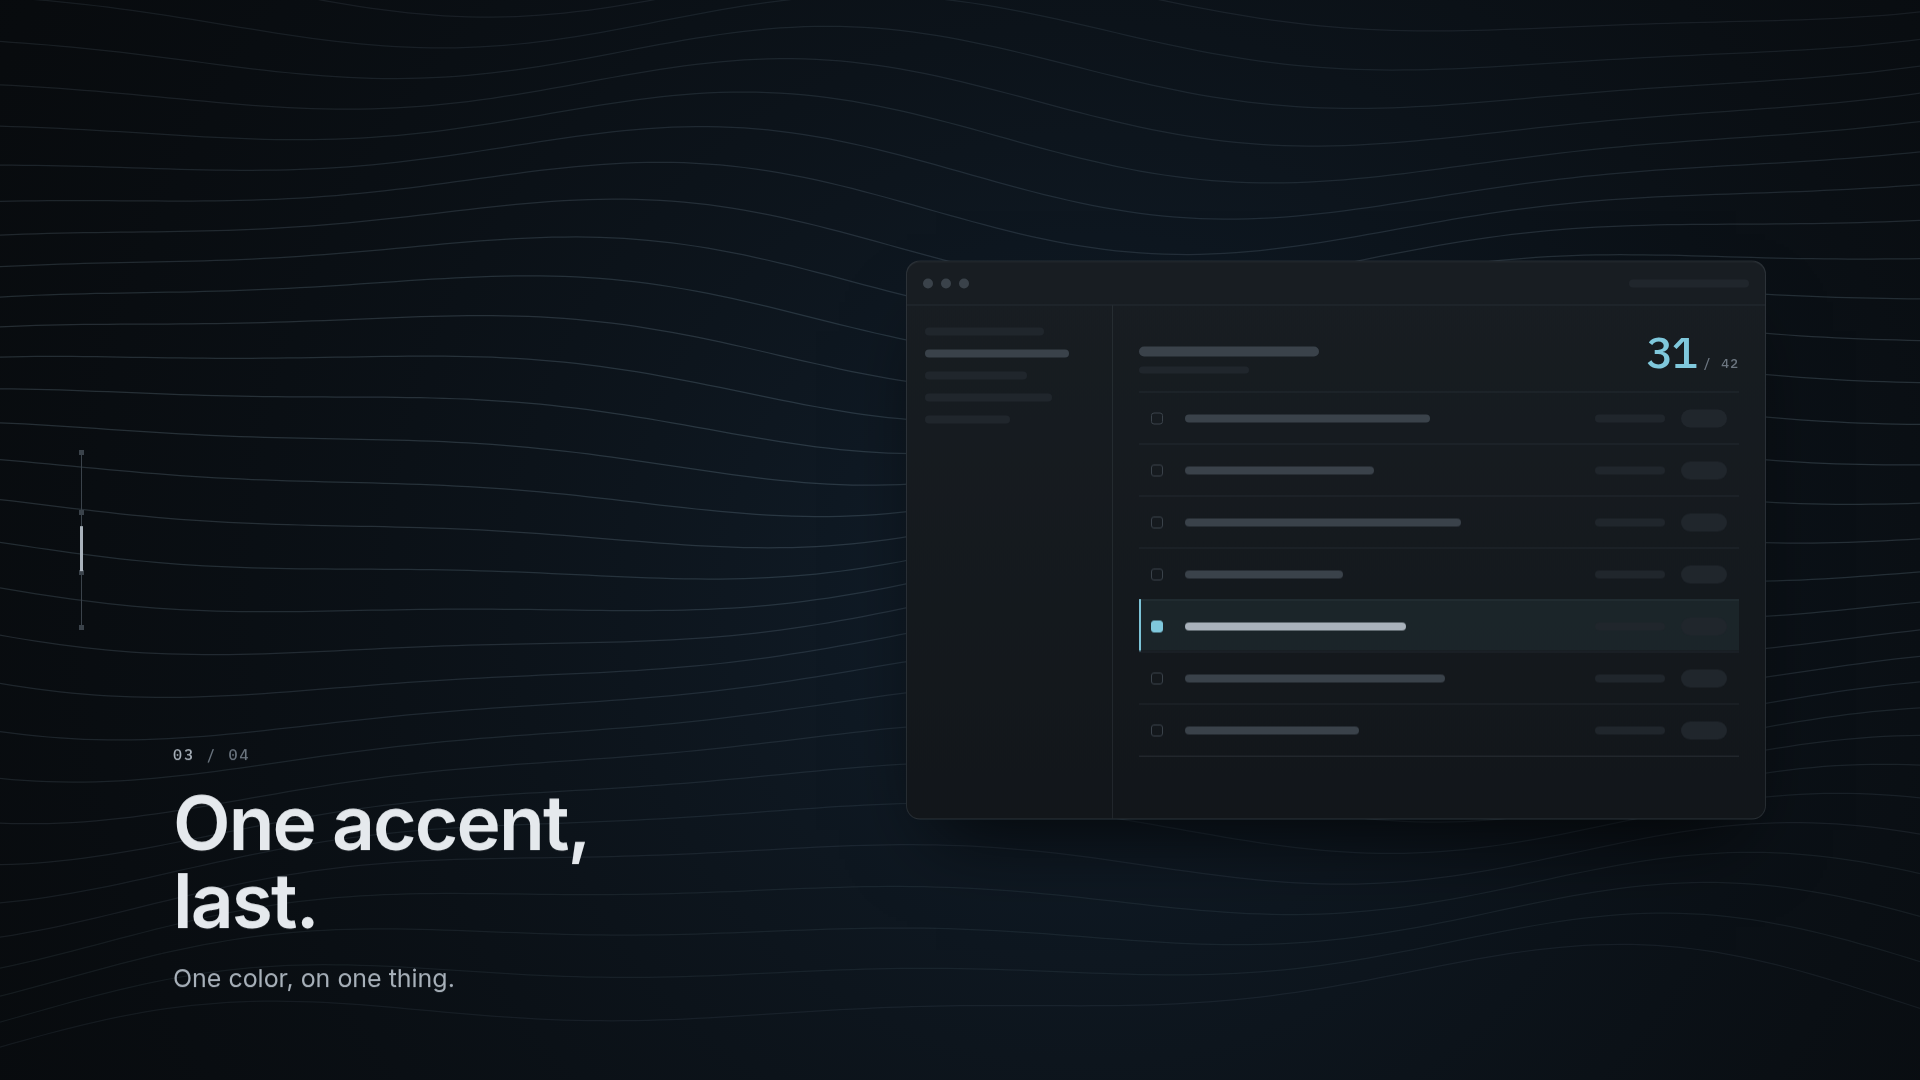 31 / 42
03 / 04
One accent,
last.
One color, on one thing.